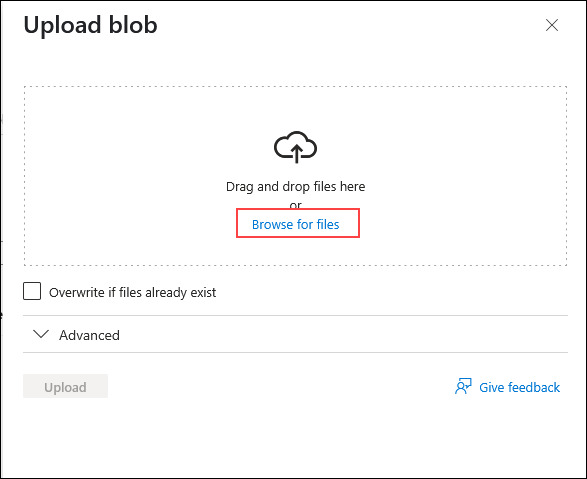 Upload blob
Drag and drop files here
or
Browse for files
Overwrite if files already exist
Advanced
Upload
Give feedback